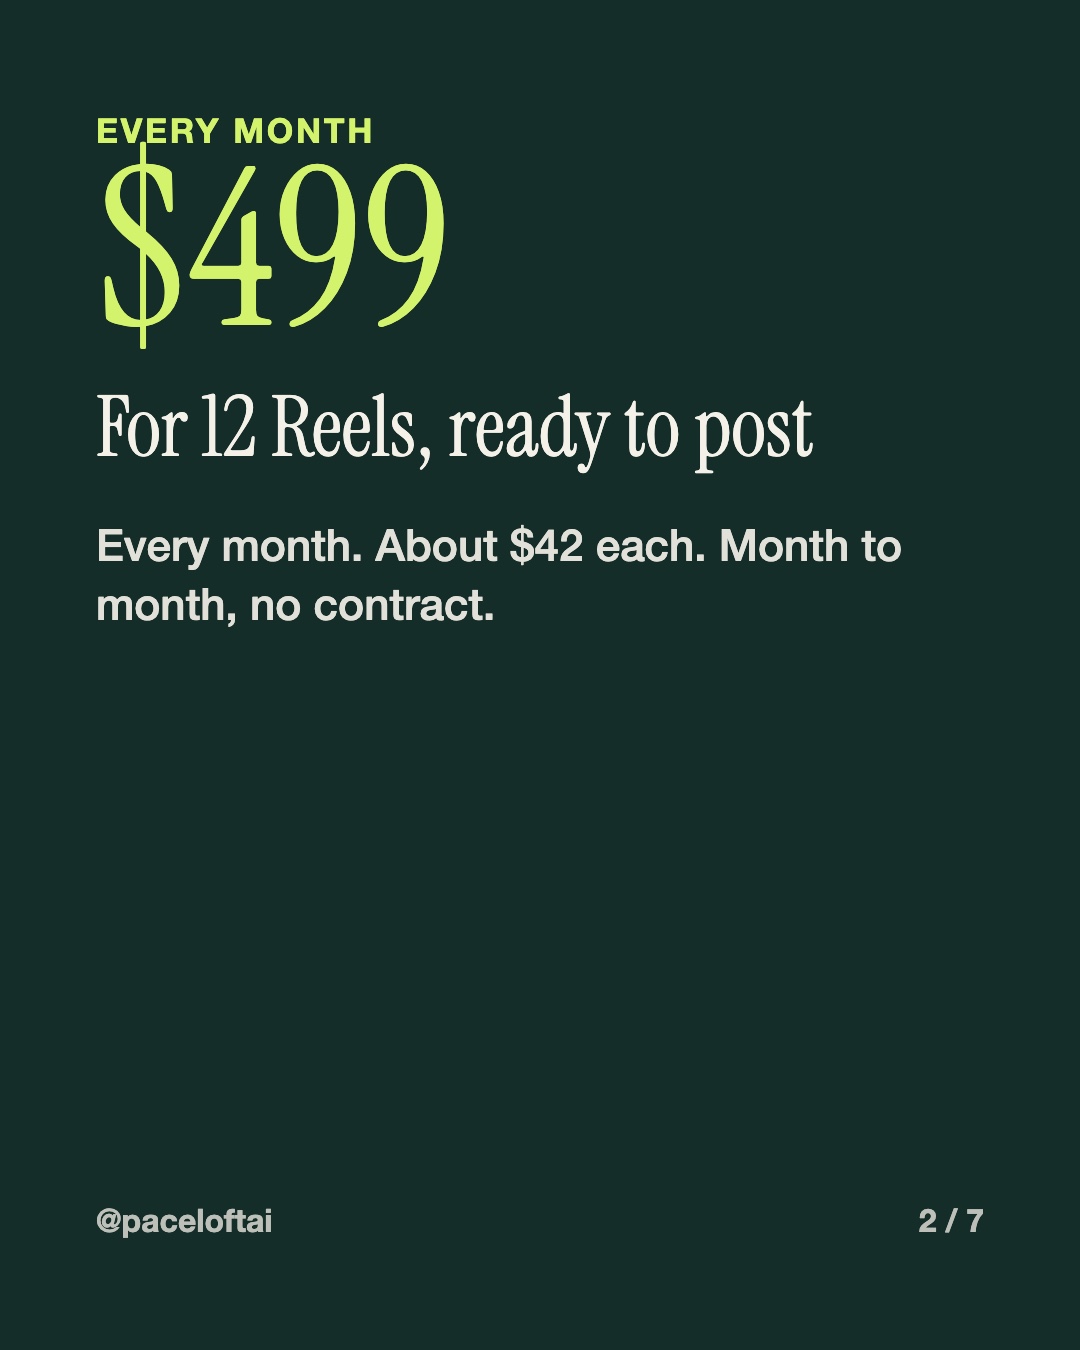 EVERY MONTH
$499
For 12 Reels, ready to post
Every month. About $42 each. Month to
month, no contract.
@paceloftai
2 / 7